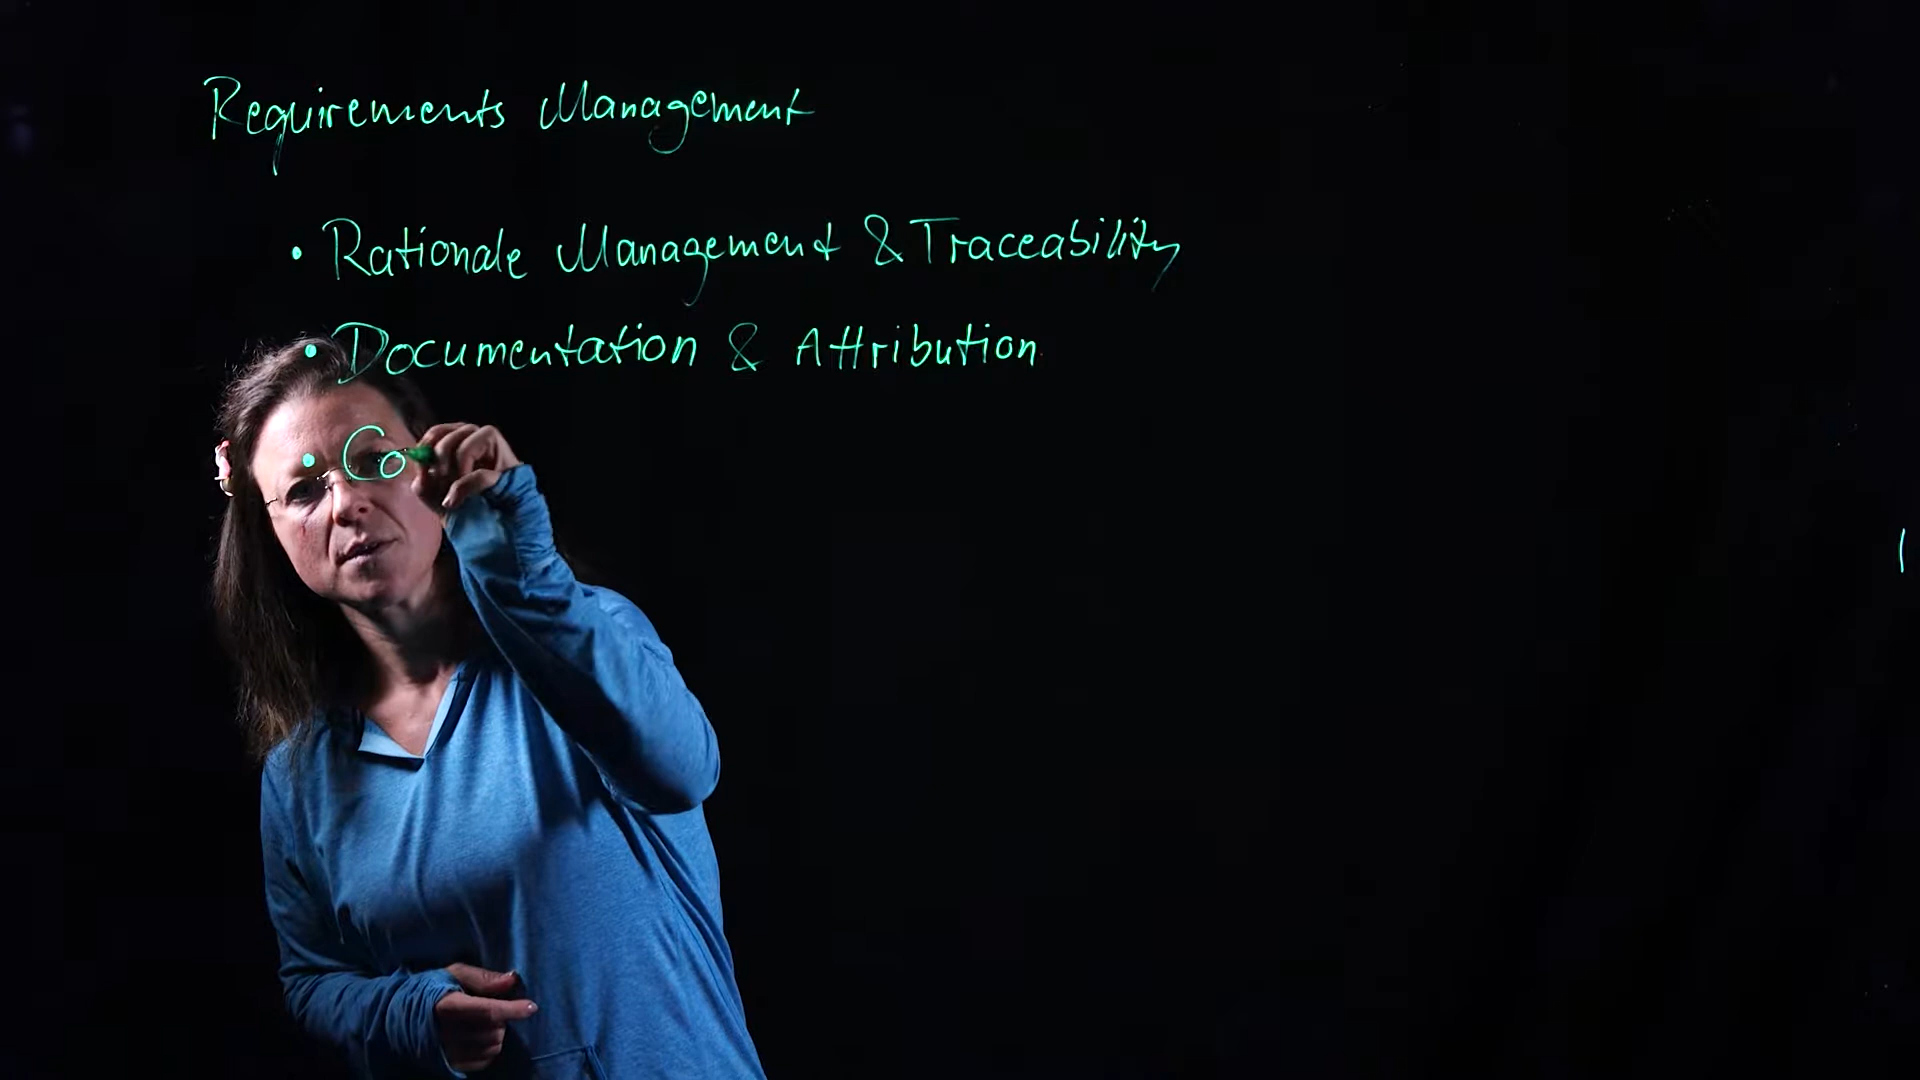 Requirements Management
• Rationale Management & Traceability
• Documentation & Attribution
• Co